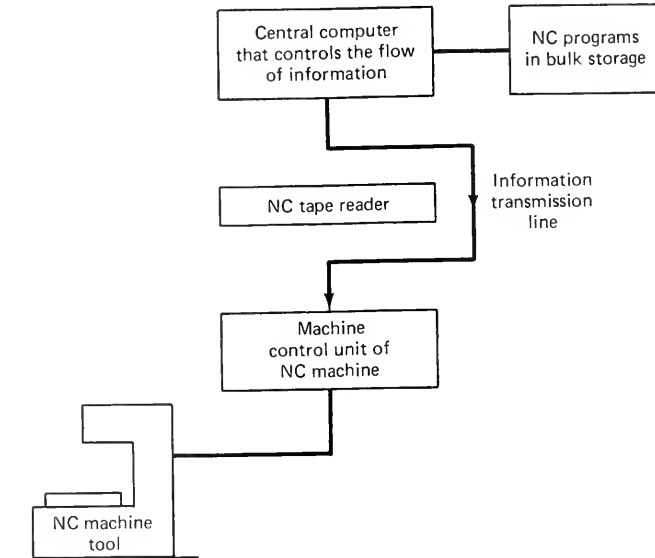 Central computer
that controls the flow
of information
NC programs
in bulk storage
Information
transmission
line
NC tape reader
Machine
control unit of
NC machine
NC machine
tool